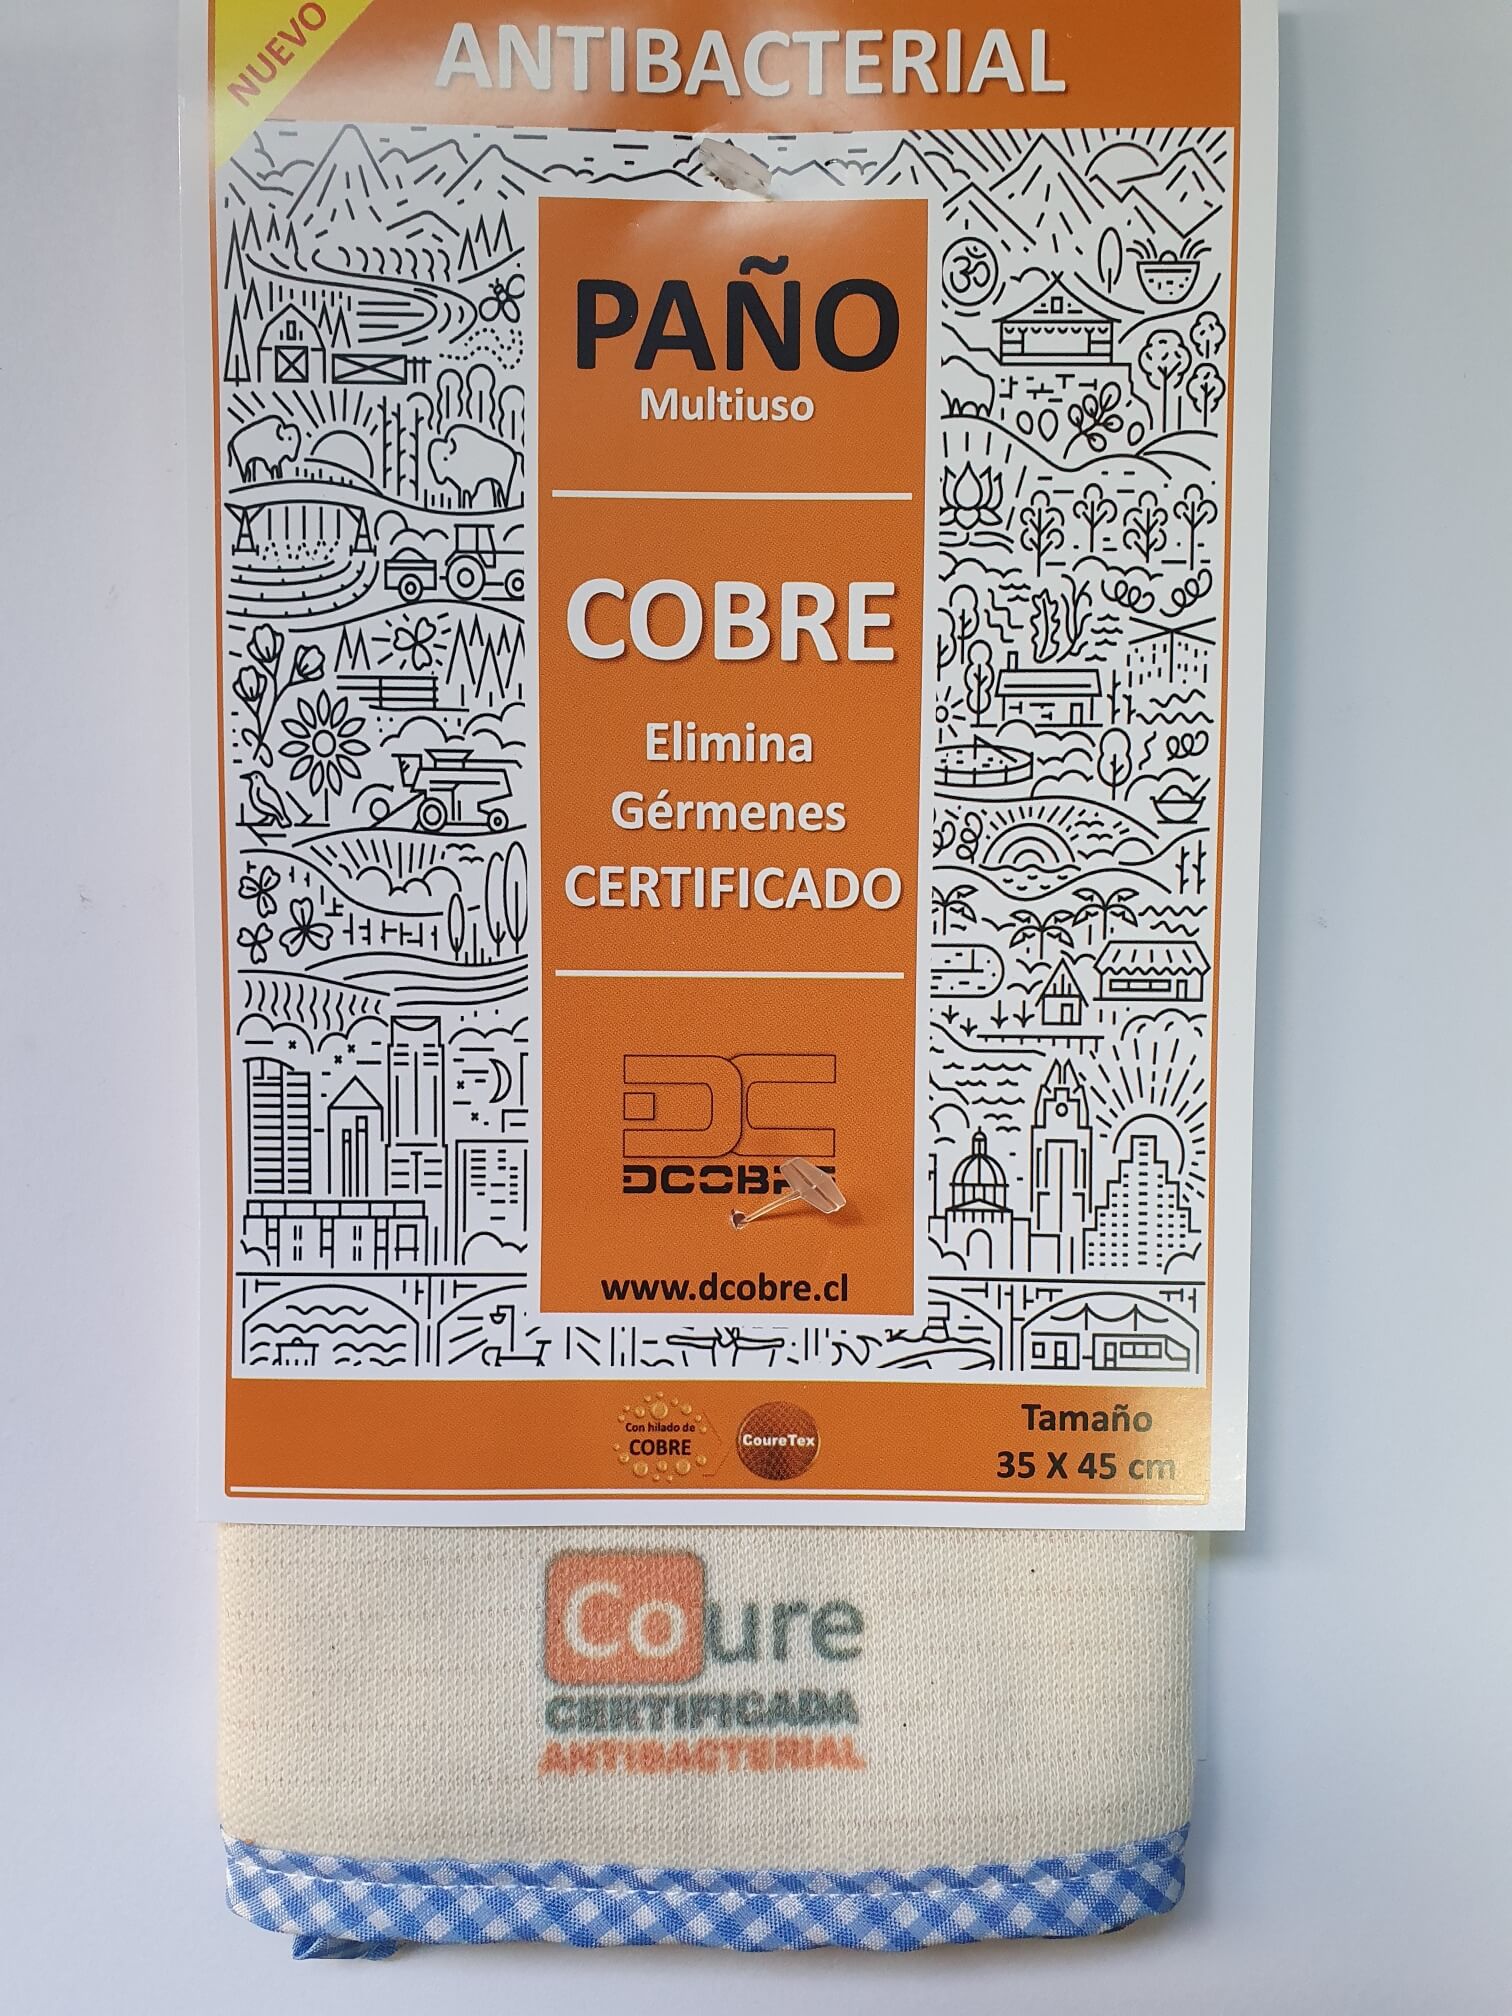 NUEVO
ANTIBACTERIAL
PAÑO
Multiuso
COBRE
Elimina
Gérmenes
CERTIFICADO
DC
DCOBRE
www.dcobre.cl
Con hilado de
COBRE
CoureTex
Tamaño
35 X 45 cm
Coure
CERTIFICADA
ANTIBACTERIAL